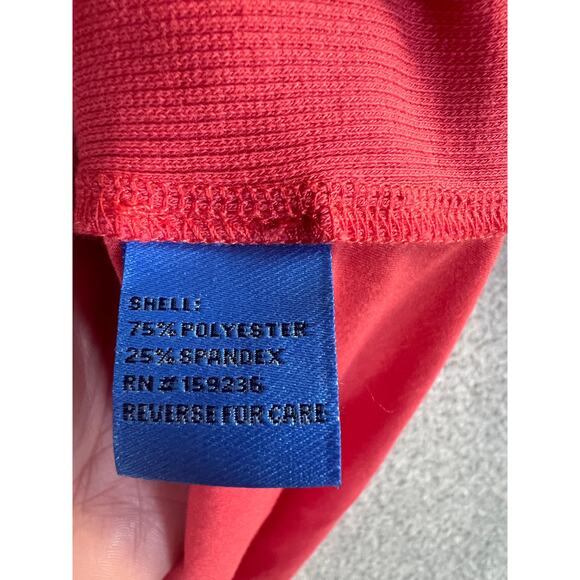 SHELL:
75% POLYESTER
25% SPANDEX
RN # 159236
REVERSE FOR CARE